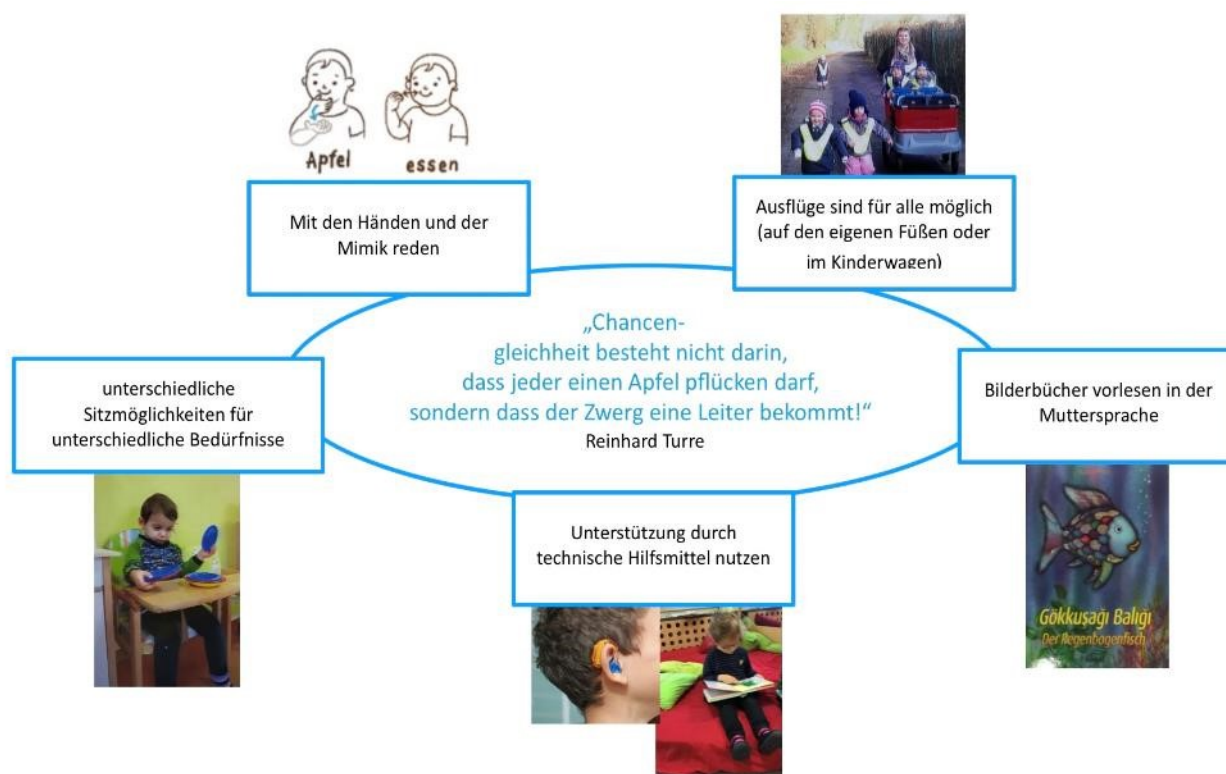 Apfel essen
Mit den Händen und der
Mimik reden
Ausflüge sind für alle möglich
(auf den eigenen Füßen oder
im Kinderwagen)
„Chancen-
gleichheit besteht nicht darin,
dass jeder einen Apfel pflücken darf,
sondern dass der Zwerg eine Leiter bekommt!“
Reinhard Turre
unterschiedliche
Sitzmöglichkeiten für
unterschiedliche Bedürfnisse
Bilderbücher vorlesen in der
Muttersprache
Unterstützung durch
technische Hilfsmittel nutzen
Gökkuşağı Balığı
Der Regenbogenfisch